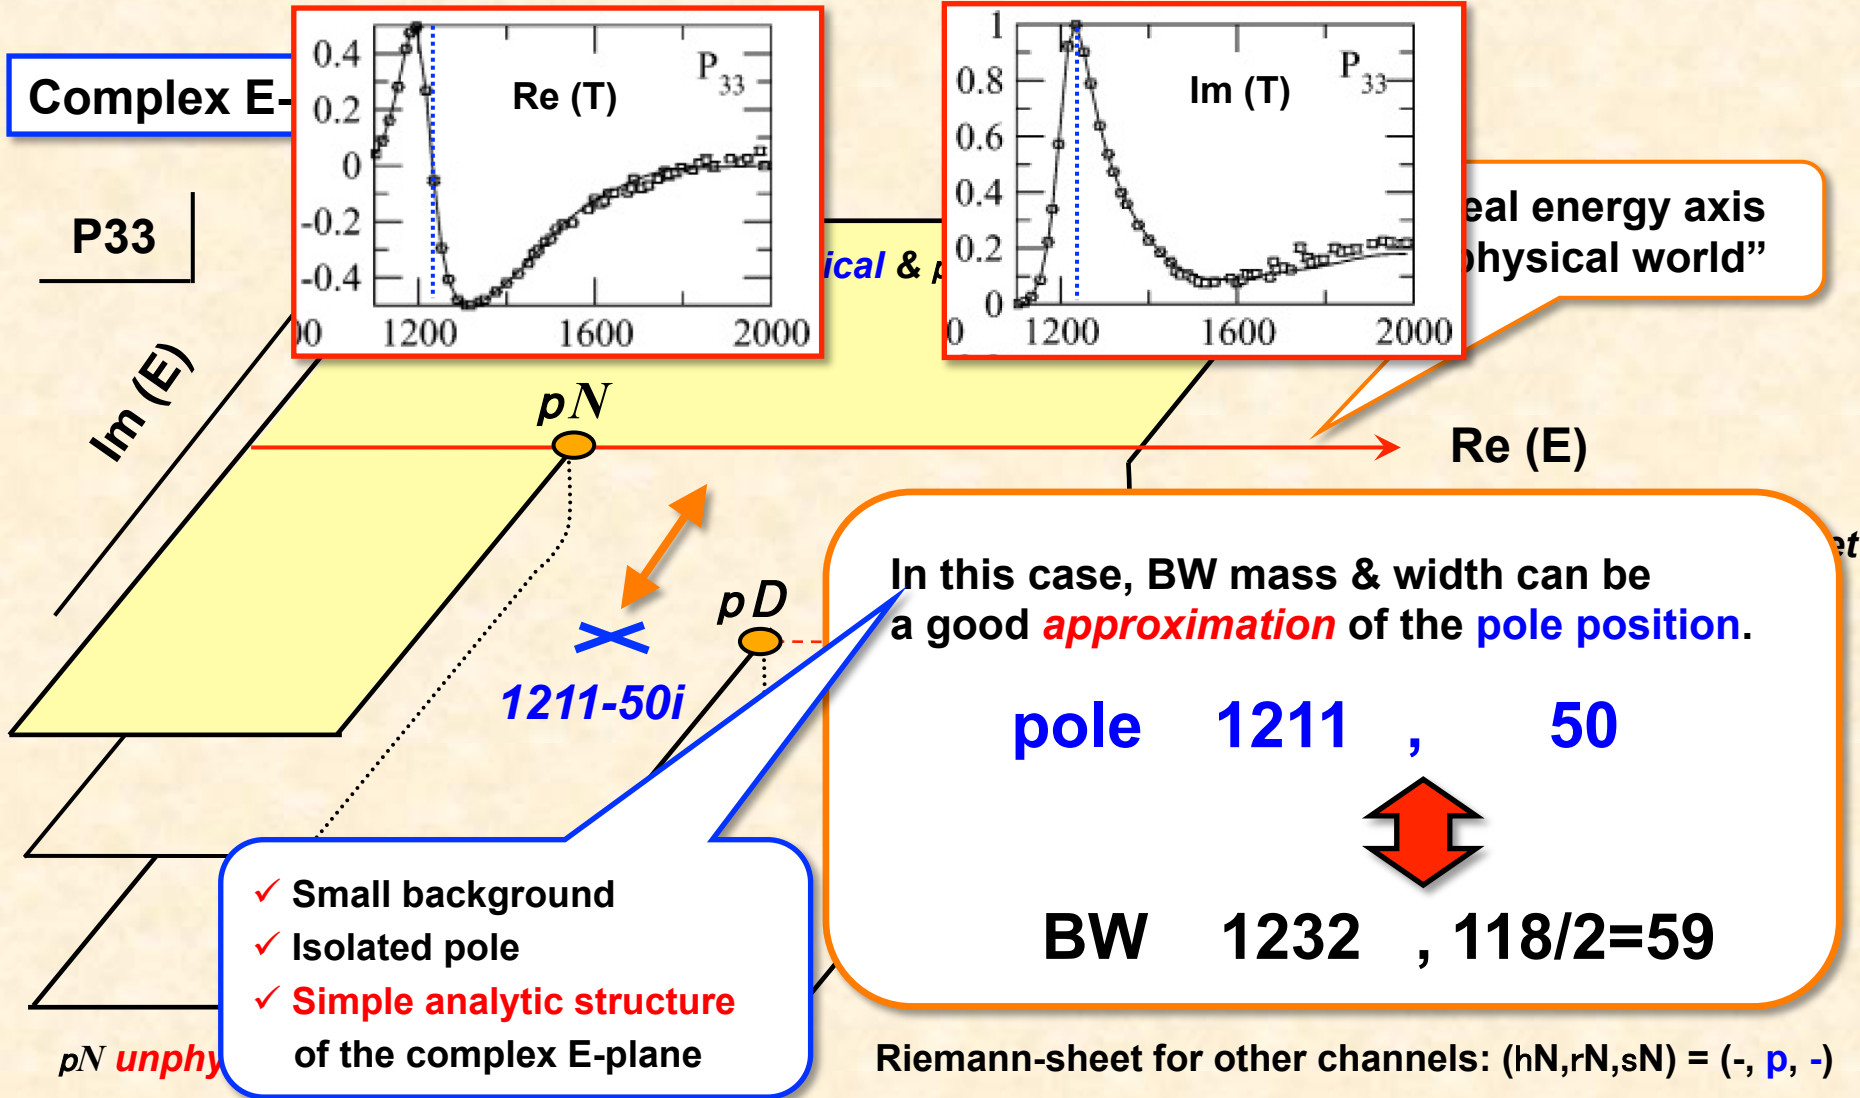 Complex E-
P33
0.4
0.2
0
-0.2
-0.4
Re (T)
P33
00 1200 1600 2000
1
0.8
0.6
0.4
0.2
0
Im (T)
P33
0 1200 1600 2000
eal energy axis
physical world”
ical & p
Im (E)
pN
Re (E)
pD
1211-50i
et
In this case, BW mass & width can be
a good approximation of the pole position.
pole 1211 , 50
BW 1232 , 118/2=59
✓ Small background
✓ Isolated pole
✓ Simple analytic structure
of the complex E-plane
pN unphy
Riemann-sheet for other channels: (hN,rN,sN) = (-, p, -)